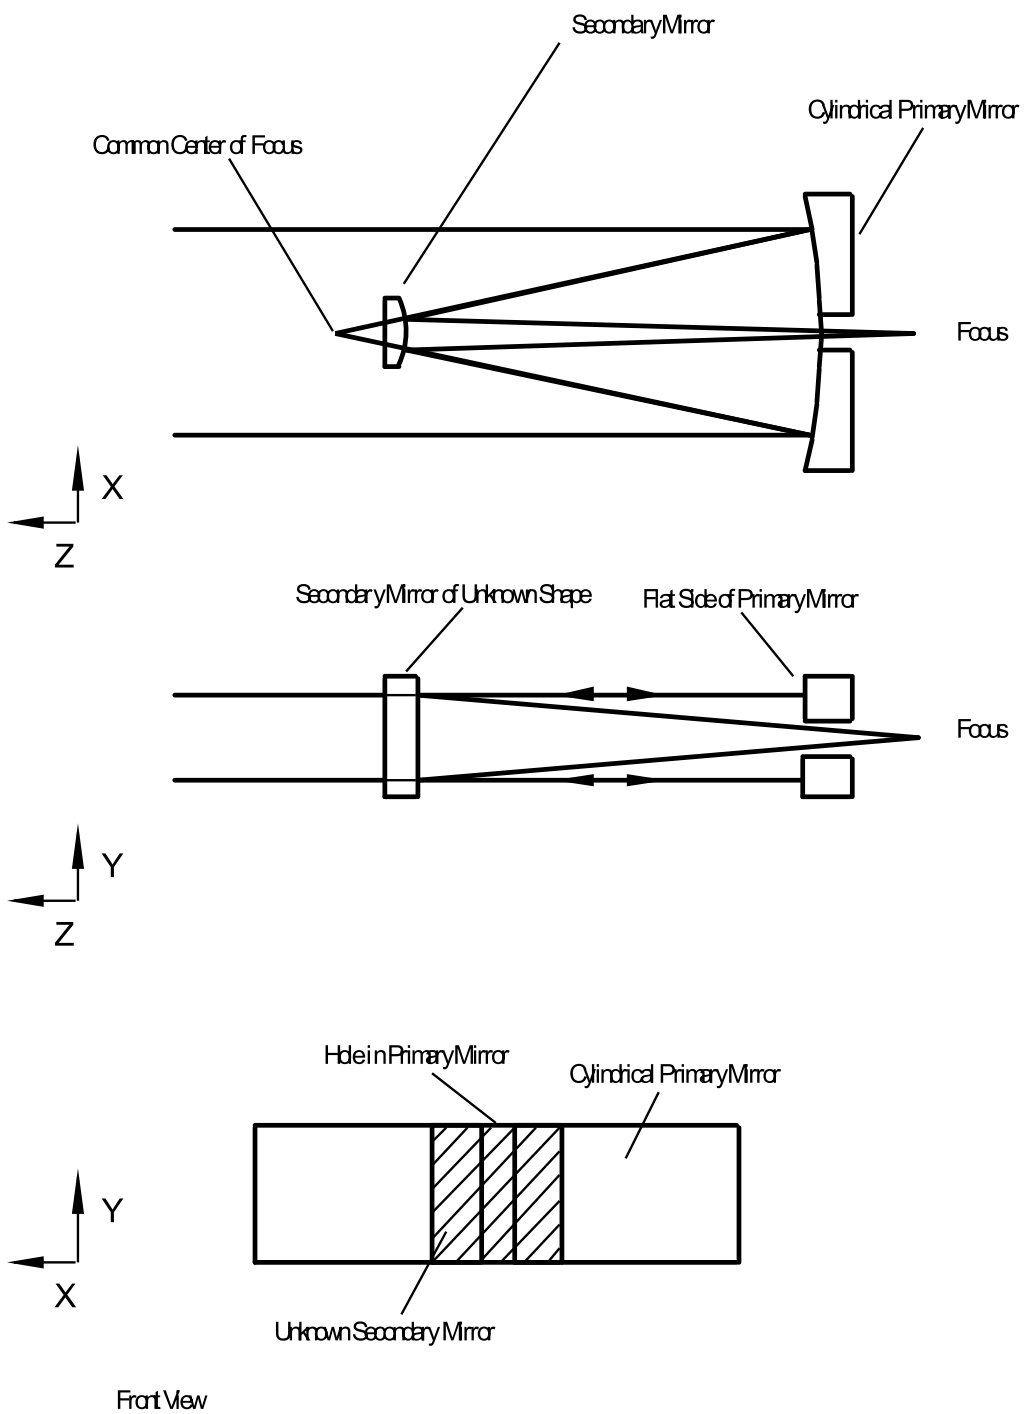 Secondary Mirror
Cylindrical Primary Mirror
Common Center of Focus
Focus
X
Z
Secondary Mirror of Unknown Shape
Flat Side of Primary Mirror
Focus
Y
Z
Hole in Primary Mirror
Cylindrical Primary Mirror
Y
X
Unknown Secondary Mirror
Front View